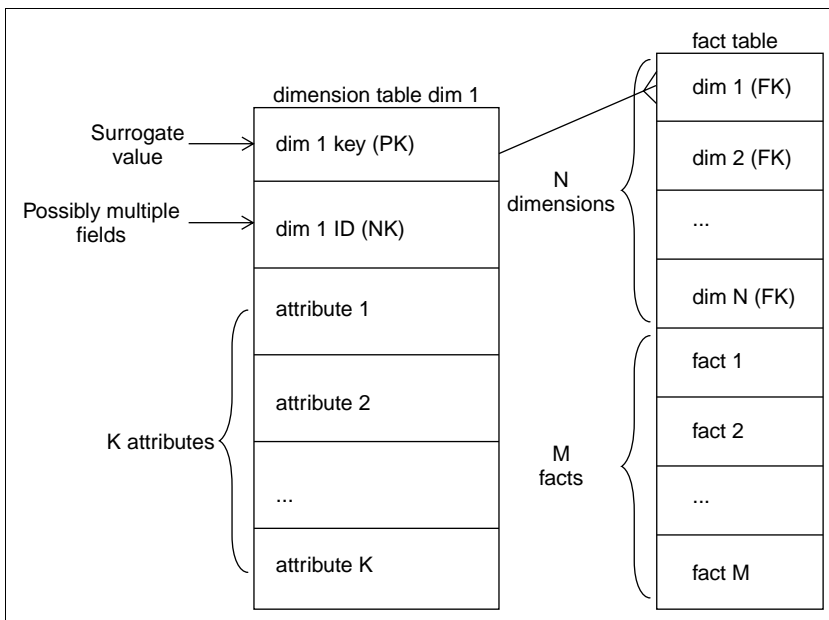 fact table
dimension table dim 1
dim 1 (FK)
Surrogate
value
dim 1 key (PK)
dim 2 (FK)
N
dimensions
Possibly multiple
fields
dim 1 ID (NK)
...
dim N (FK)
attribute 1
fact 1
attribute 2
fact 2
K attributes
M
facts
...
...
attribute K
fact M